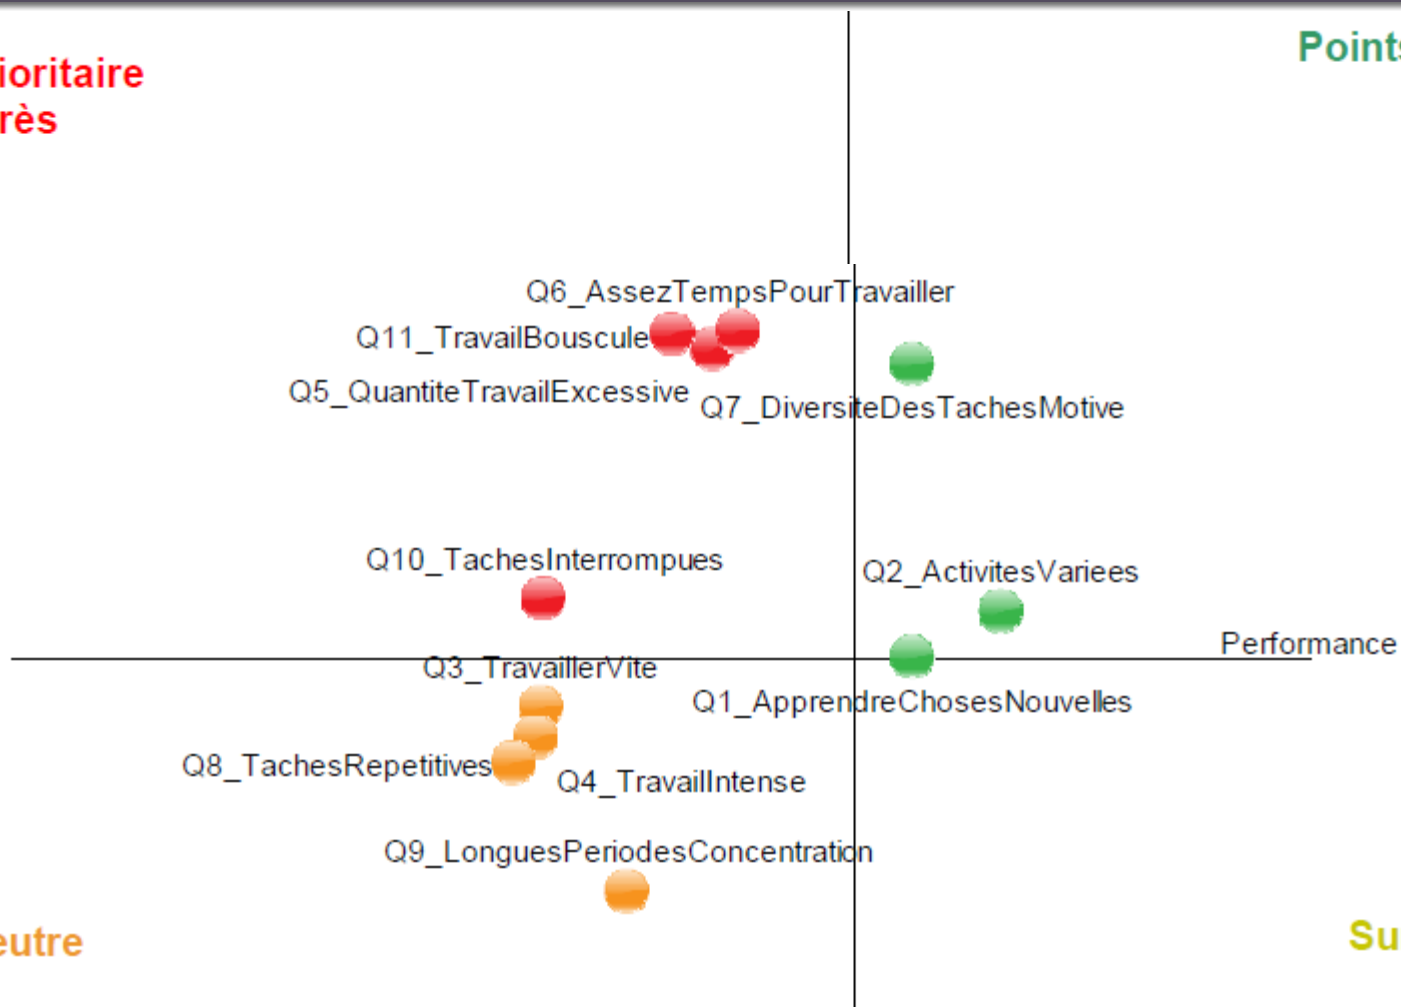 Points
ioritaire
rès
Q6_AssezTempsPourTravailler
Q11_TravailBouscule
Q5_QuantiteTravailExcessive
Q7_DiversiteDesTachesMotive
Q10_TachesInterrompues
Q2_ActivitesVariees
Performance
Q3_TravaillerVite
Q1_ApprendreChosesNouvelles
Q8_TachesRepetitives
Q4_TravailIntense
Q9_LonguesPeriodesConcentration
Su
eutre